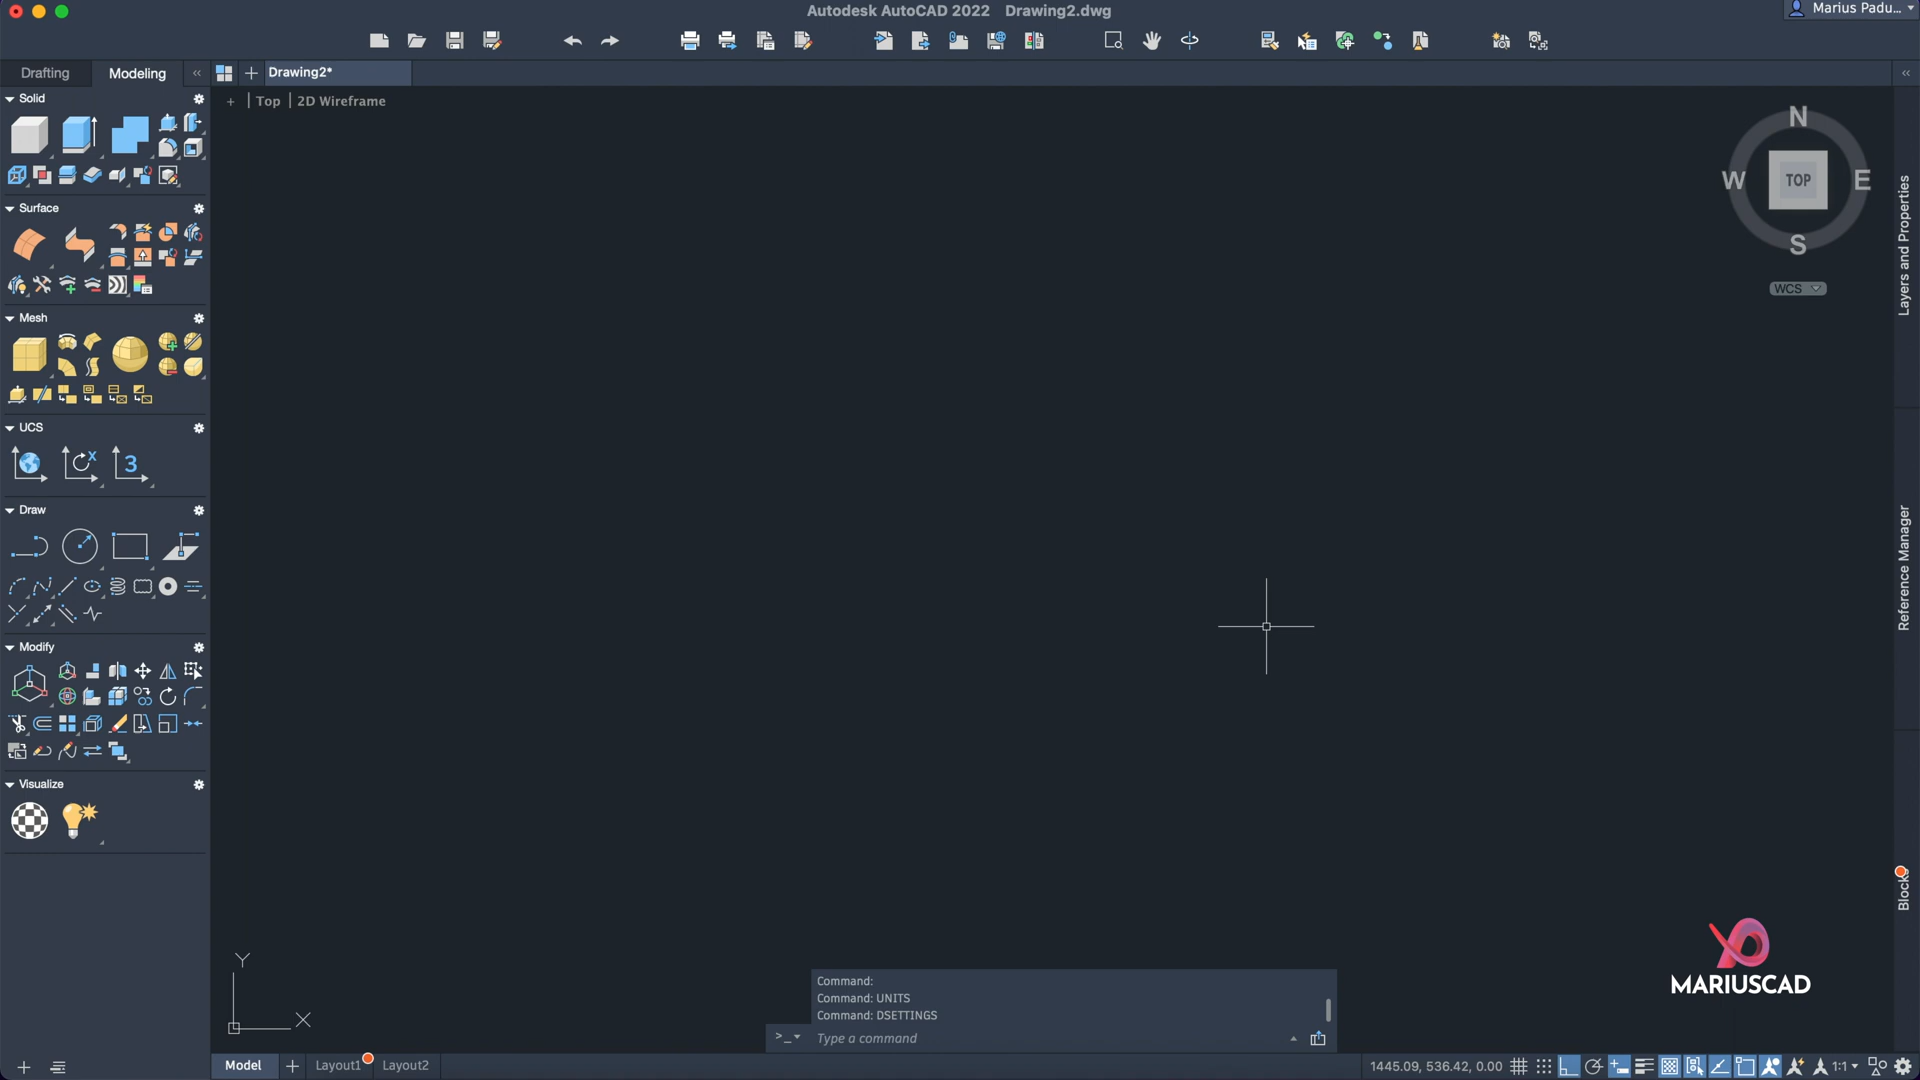 Autodesk AutoCAD 2022 Drawing2.dwg
Marius Padu...
Drafting
Modeling
Drawing2*
Top
2D Wireframe
Solid
Surface
Mesh
UCS
X
3
Draw
Modify
Visualize
N
W
TOP
E
S
WCS
Layers and Properties
Reference Manager
Blocks
MARIUSCAD
Y
X
Command:
Command: UNITS
Command: DSETTINGS
>_
Type a command
Model
Layout1
Layout2
1445.09, 536.42, 0.00
1:1